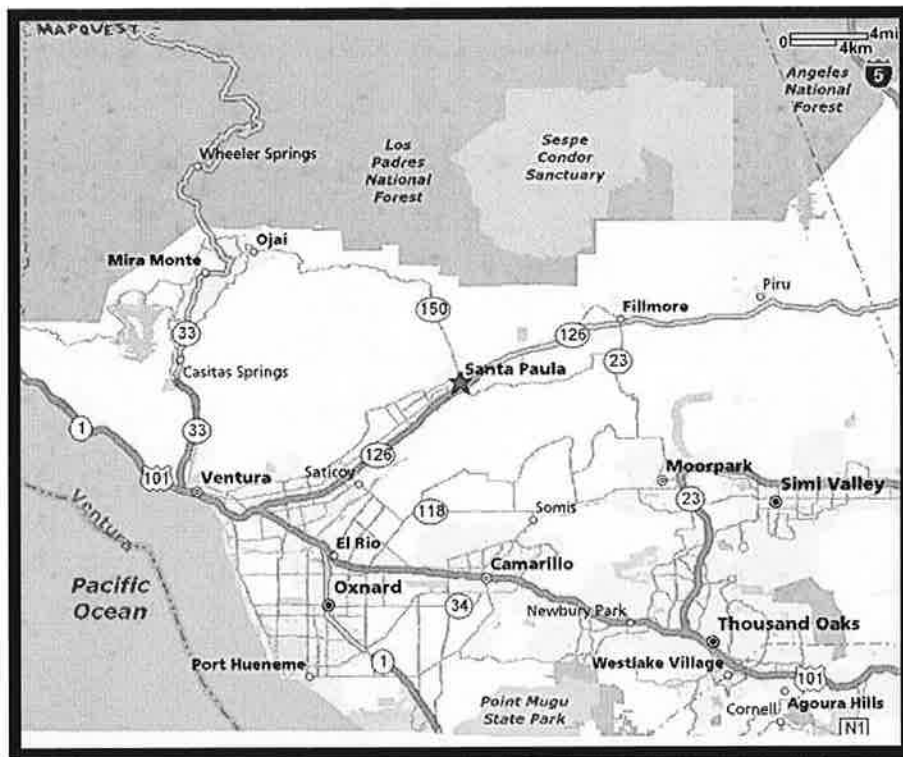 MAPQUEST
0 4mi
4km
5
Angeles
National
Forest
Los
Padres
National
Forest
Sespe
Condor
Sanctuary
Wheeler Springs
Ojai
Mira Monte
150
Piru
Fillmore
126
33
23
Casitas Springs
Santa Paula
1
33
126
101
Ventura
Saticoy
Moorpark
Simi Valley
23
118
Somis
Ventura
El Rio
Camarillo
Pacific
Ocean
Oxnard
34
Newbury Park
Thousand Oaks
Port Hueneme
1
Westlake Village
101
Point Mugu
State Park
Cornell
Agoura Hills
N1